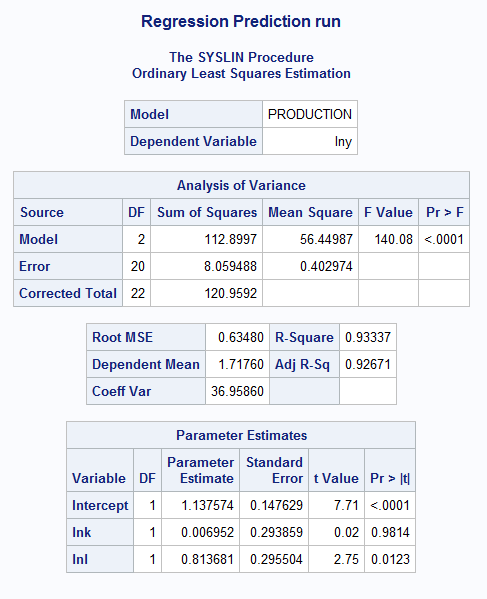 Regression Prediction run
The SYSLIN Procedure
Ordinary Least Squares Estimation
Model PRODUCTION
Dependent Variable lny
Analysis of Variance
Source DF Sum of Squares Mean Square F Value Pr > F
Model 2 112.8997 56.44987 140.08 <.0001
Error 20 8.059488 0.402974
Corrected Total 22 120.9592
Root MSE 0.63480 R-Square 0.93337
Dependent Mean 1.71760 Adj R-Sq 0.92671
Coeff Var 36.95860
Parameter Estimates
Variable DF Parameter Estimate Standard Error t Value Pr > |t|
Intercept 1 1.137574 0.147629 7.71 <.0001
lnk 1 0.006952 0.293859 0.02 0.9814
lnl 1 0.813681 0.295504 2.75 0.0123